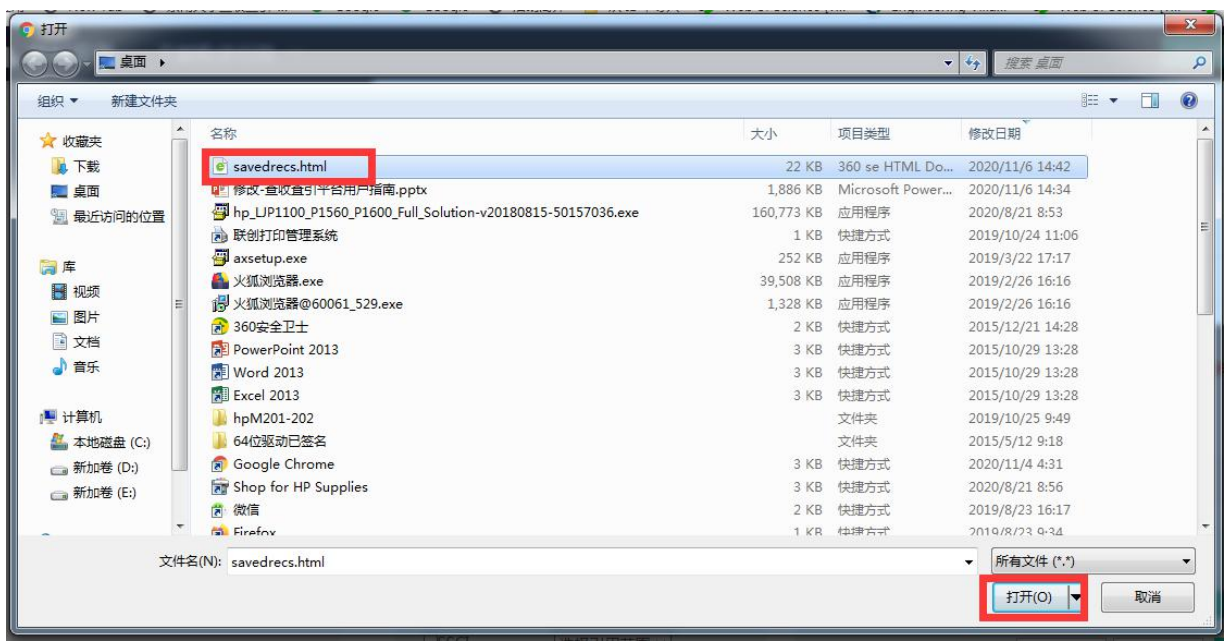 打开
桌面
搜索 桌面
组织 新建文件夹
名称 大小 项目类型 修改日期
收藏夹
下载
桌面
最近访问的位置
库
视频
图片
文档
音乐
计算机
本地磁盘 (C:)
新加卷 (D:)
新加卷 (E:)
savedrecs.html 22 KB 360 se HTML Do... 2020/11/6 14:42
修改-查收查引平台用户指南.pptx 1,886 KB Microsoft Power... 2020/11/6 14:34
hp_LJP1100_P1560_P1600_Full_Solution-v20180815-50157036.exe 160,773 KB 应用程序 2020/8/21 8:53
联创打印管理系统 1 KB 快捷方式 2019/10/24 11:06
axsetup.exe 252 KB 应用程序 2019/3/22 17:17
火狐浏览器.exe 39,508 KB 应用程序 2019/2/26 16:16
火狐浏览器@60061_529.exe 1,328 KB 应用程序 2019/2/26 16:16
360安全卫士 2 KB 快捷方式 2015/12/21 14:28
PowerPoint 2013 3 KB 快捷方式 2015/10/29 13:28
Word 2013 3 KB 快捷方式 2015/10/29 13:28
Excel 2013 3 KB 快捷方式 2015/10/29 13:28
hpM201-202 文件夹 2019/10/25 9:49
64位驱动已签名 文件夹 2015/5/12 9:18
Google Chrome 3 KB 快捷方式 2020/11/4 4:31
Shop for HP Supplies 3 KB 快捷方式 2020/8/21 8:56
微信 2 KB 快捷方式 2019/8/23 16:17
Firefox 1 KB 快捷方式 2019/8/23 9:34
文件名(N): savedrecs.html 所有文件 (*.*)
打开(O) 取消